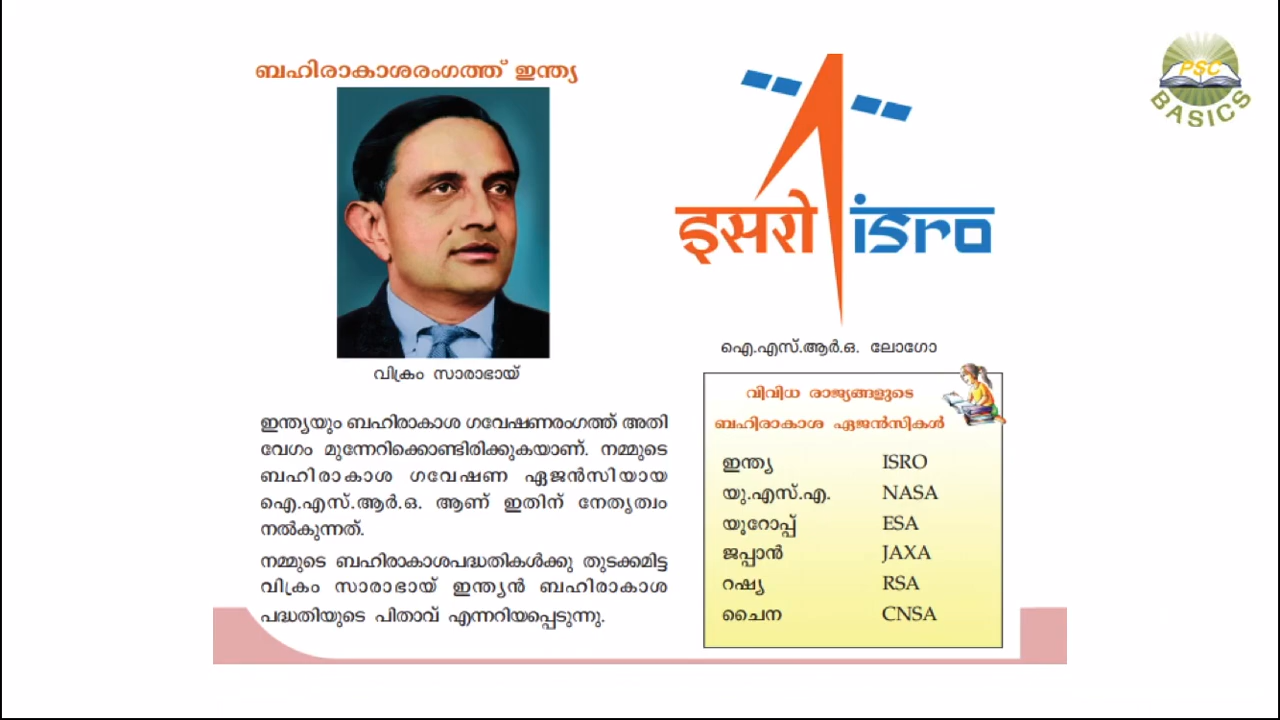 ബഹിരാകാശരംഗത്ത് ഇന്ത്യ
വിക്രം സാരാഭായ്
ഇന്ത്യയും ബഹിരാകാശ ഗവേഷണരംഗത്ത് അതി
വേഗം മുന്നേറിക്കൊണ്ടിരിക്കുകയാണ്. നമ്മുടെ
ബഹിരാകാശ ഗവേഷണ ഏജൻസിയായ
ഐ.എസ്.ആർ.ഒ. ആണ് ഇതിന് നേതൃത്വം
നൽകുന്നത്.
നമ്മുടെ ബഹിരാകാശപദ്ധതികൾക്കു തുടക്കമിട്ട
വിക്രം സാരാഭായ് ഇന്ത്യൻ ബഹിരാകാശ
പദ്ധതിയുടെ പിതാവ് എന്നറിയപ്പെടുന്നു.
इसरो isro
ഐ.എസ്.ആർ.ഒ. ലോഗോ
വിവിധ രാജ്യങ്ങളുടെ
ബഹിരാകാശ ഏജൻസികൾ
ഇന്ത്യ ISRO
യു.എസ്.എ. NASA
യൂറോപ്പ് ESA
ജപ്പാൻ JAXA
റഷ്യ RSA
ചൈന CNSA
PSC
BASICS